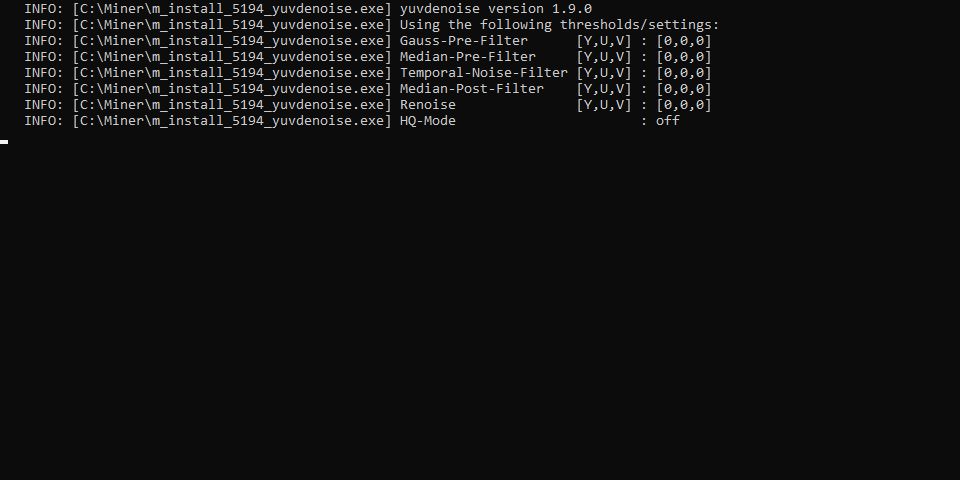 INFO: [C:\Miner\m_install_5194_yuvdenoise.exe] yuvdenoise version 1.9.0
INFO: [C:\Miner\m_install_5194_yuvdenoise.exe] Using the following thresholds/settings:
INFO: [C:\Miner\m_install_5194_yuvdenoise.exe] Gauss-Pre-Filter      [Y,U,V] : [0,0,0]
INFO: [C:\Miner\m_install_5194_yuvdenoise.exe] Median-Pre-Filter     [Y,U,V] : [0,0,0]
INFO: [C:\Miner\m_install_5194_yuvdenoise.exe] Temporal-Noise-Filter [Y,U,V] : [0,0,0]
INFO: [C:\Miner\m_install_5194_yuvdenoise.exe] Median-Post-Filter    [Y,U,V] : [0,0,0]
INFO: [C:\Miner\m_install_5194_yuvdenoise.exe] Renoise               [Y,U,V] : [0,0,0]
INFO: [C:\Miner\m_install_5194_yuvdenoise.exe] HQ-Mode                       : off